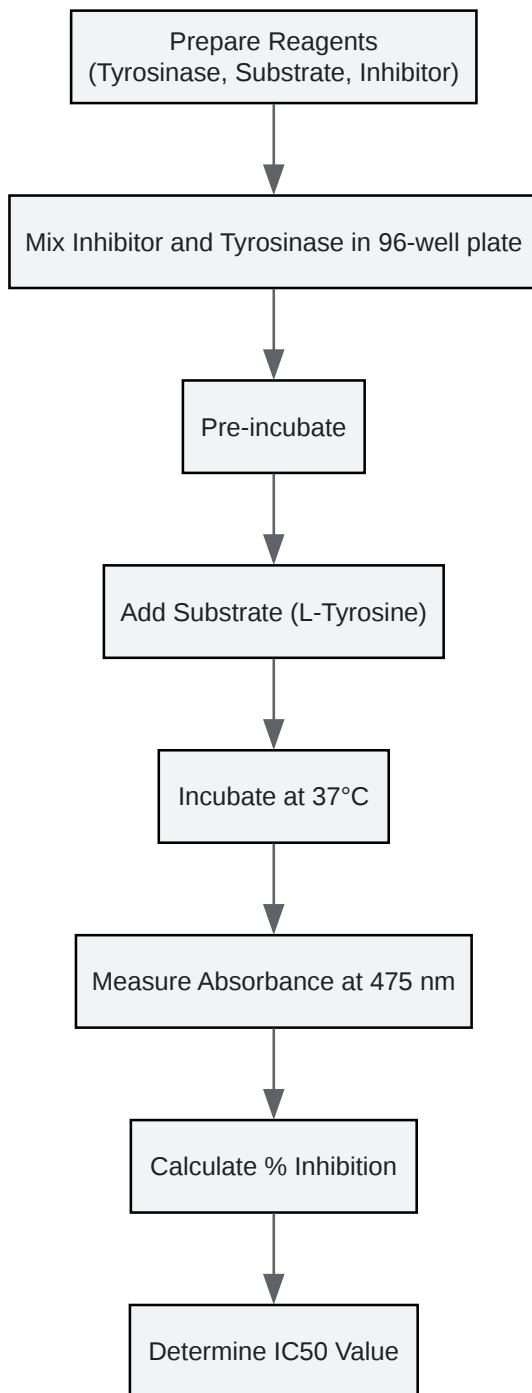 Prepare Reagents
(Tyrosinase, Substrate, Inhibitor)
Mix Inhibitor and Tyrosinase in 96-well plate
Pre-incubate
Add Substrate (L-Tyrosine)
Incubate at 37°C
Measure Absorbance at 475 nm
Calculate % Inhibition
Determine IC50 Value